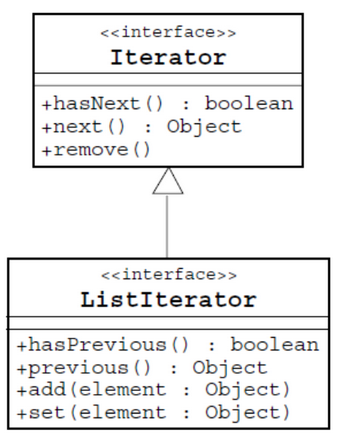 <<interface>>
Iterator
+hasNext() : boolean
+next() : Object
+remove()
<<interface>>
ListIterator
+hasPrevious() : boolean
+previous() : Object
+add(element : Object)
+set(element : Object)